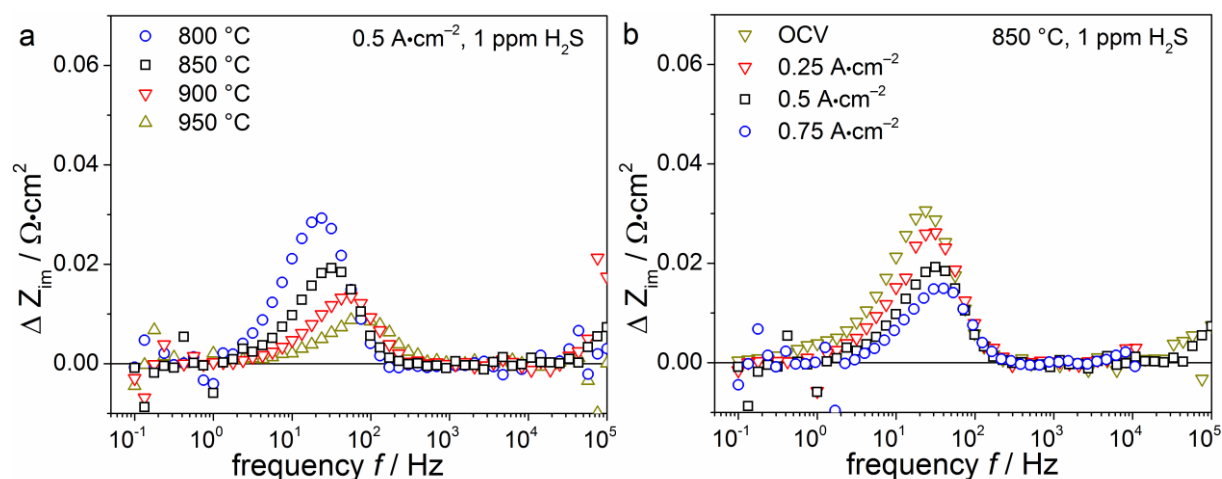 a
0.5 A·cm⁻², 1 ppm H₂S
800 °C
850 °C
900 °C
950 °C
Δ Z_im / Ω·cm²
0.06
0.04
0.02
0.00
10⁻¹ 10⁰ 10¹ 10² 10³ 10⁴ 10⁵
frequency f / Hz
b
850 °C, 1 ppm H₂S
OCV
0.25 A·cm⁻²
0.5 A·cm⁻²
0.75 A·cm⁻²
Δ Z_im / Ω·cm²
0.06
0.04
0.02
0.00
10⁻¹ 10⁰ 10¹ 10² 10³ 10⁴ 10⁵
frequency f / Hz